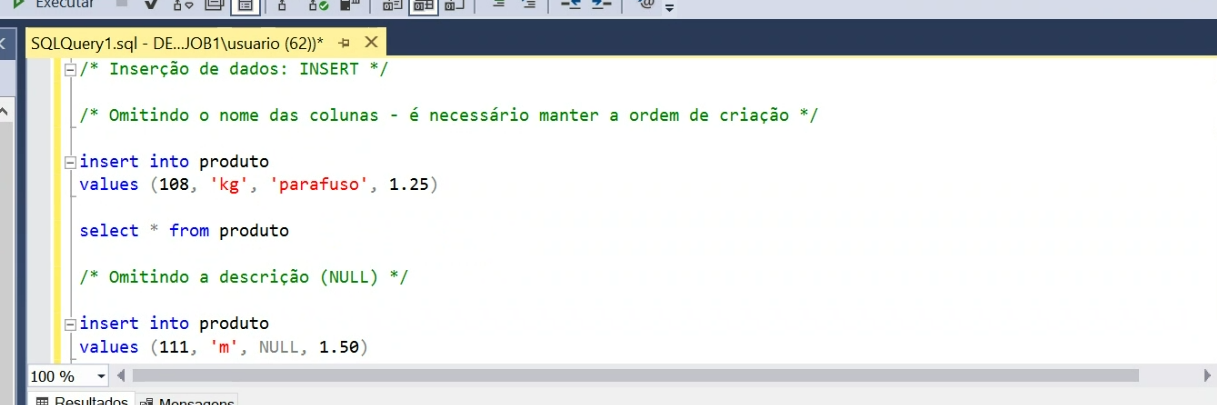 Executar
SQLQuery1.sql - DE...JOB1\usuario (62))*
/* Inserção de dados: INSERT */
/* Omitindo o nome das colunas - é necessário manter a ordem de criação */
insert into produto
values (108, 'kg', 'parafuso', 1.25)
select * from produto
/* Omitindo a descrição (NULL) */
insert into produto
values (111, 'm', NULL, 1.50)
100 %
Resultados Mensagens